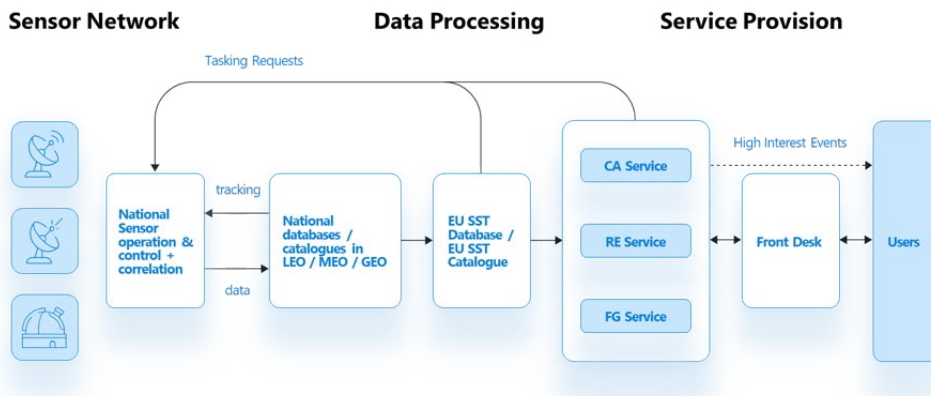 Sensor Network
Data Processing
Service Provision
Tasking Requests
National
Sensor
operation &
control +
correlation
tracking
data
National
databases /
catalogues in
LEO / MEO / GEO
EU SST
Database /
EU SST
Catalogue
CA Service
RE Service
FG Service
High Interest Events
Front Desk
Users